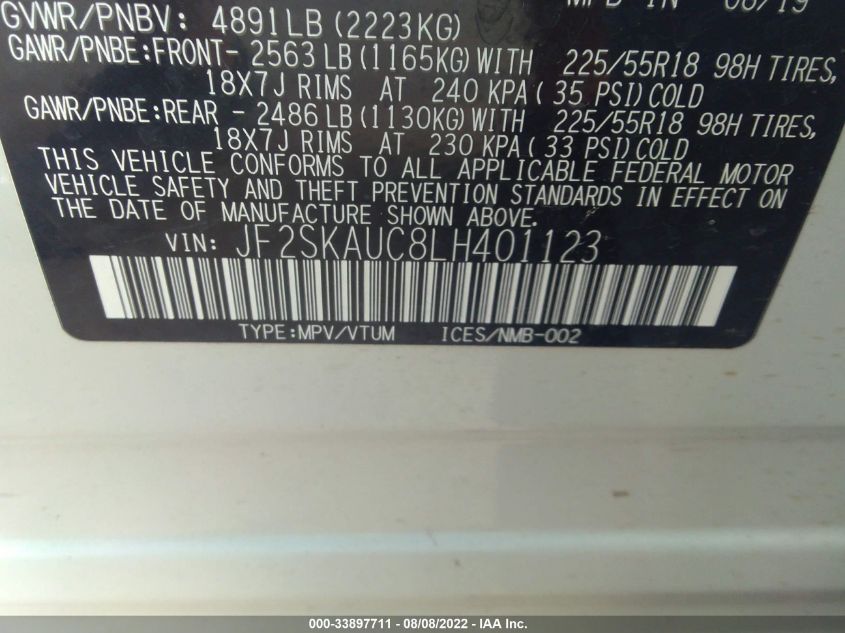 MFD IN 08/19
GVWR/PNBV: 4891LB (2223KG)
GAWR/PNBE:FRONT- 2563 LB (1165KG) WITH 225/55R18 98H TIRES,
18X7J RIMS AT 240 KPA ( 35 PSI) COLD
GAWR/PNBE:REAR - 2486 LB (1130KG) WITH 225/55R18 98H TIRES,
18X7J RIMS AT 230 KPA ( 33 PSI) COLD
THIS VEHICLE CONFORMS TO ALL APPLICABLE FEDERAL MOTOR
VEHICLE SAFETY AND THEFT PREVENTION STANDARDS IN EFFECT ON
THE DATE OF MANUFACTURE SHOWN ABOVE.
VIN: JF2SKAUC8LH401123
TYPE:MPV/VTUM ICES/NMB-002
000-33897711 - 08/08/2022 - IAA Inc.